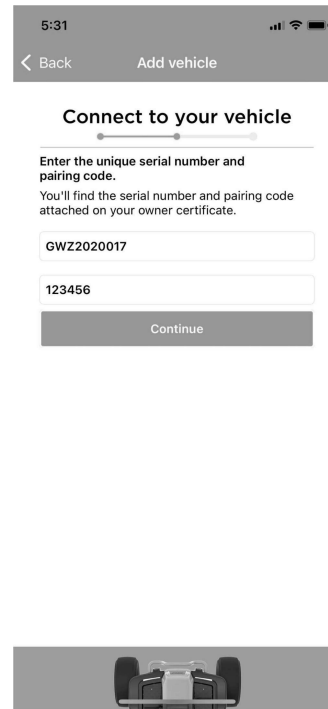 5:31
Back Add vehicle
Connect to your vehicle
Enter the unique serial number and
pairing code.
You'll find the serial number and pairing code
attached on your owner certificate.
GWZ2020017
123456
Continue